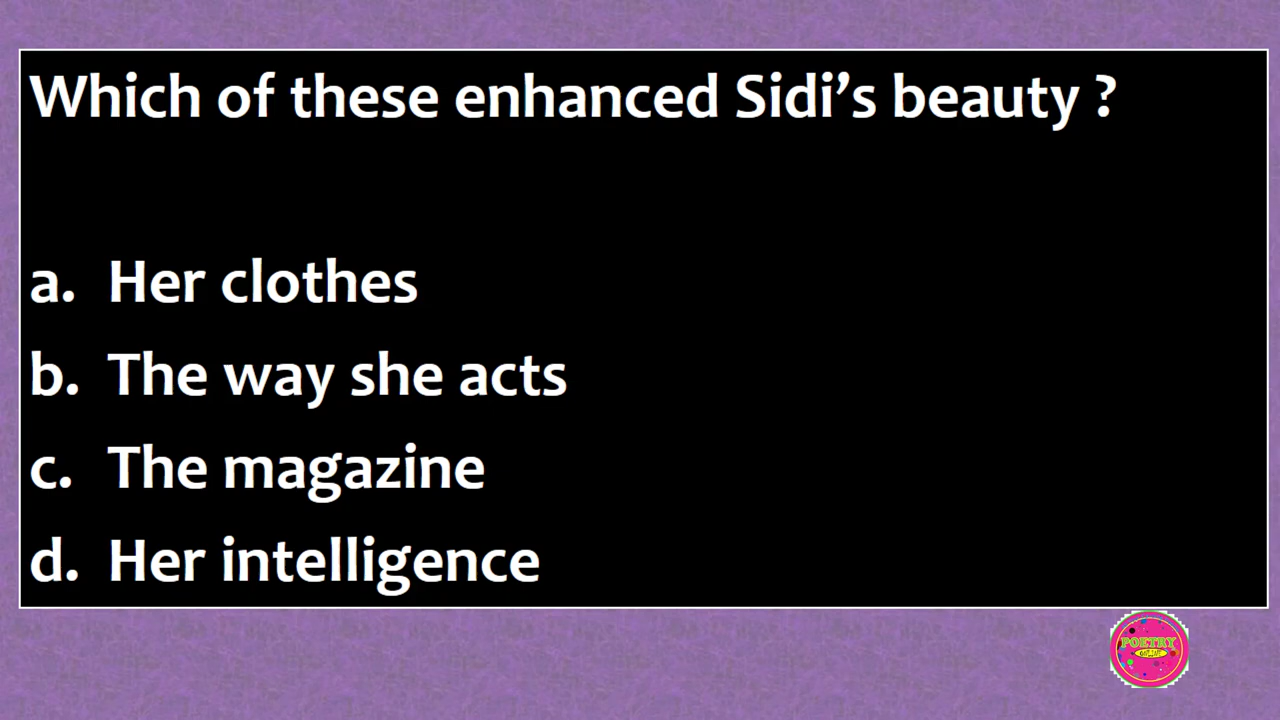 Which of these enhanced Sidi’s beauty ?
a. Her clothes
b. The way she acts
c. The magazine
d. Her intelligence
POETRY